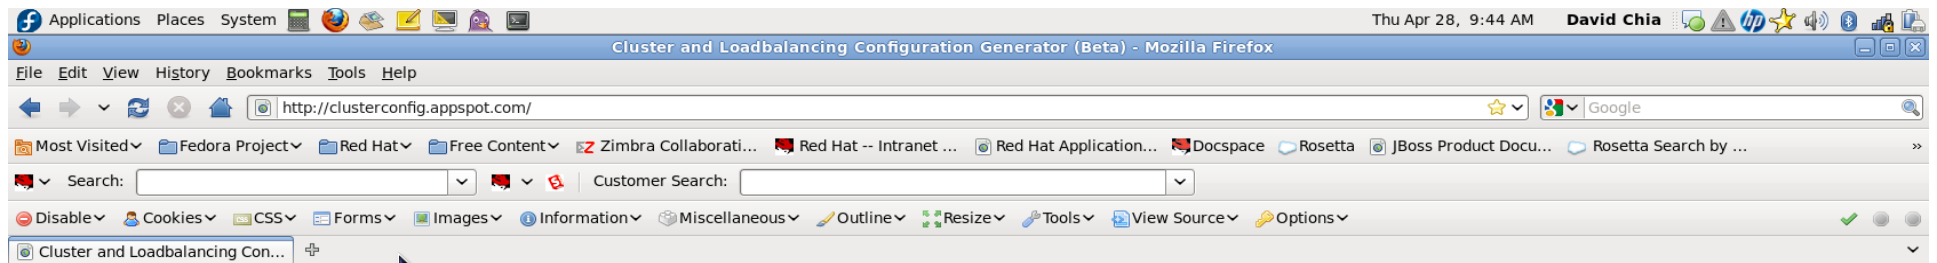 Applications Places System Thu Apr 28, 9:44 AM David Chia
Cluster and Loadbalancing Configuration Generator (Beta) - Mozilla Firefox
File Edit View History Bookmarks Tools Help
http://clusterconfig.appspot.com/ Google
Most Visited Fedora Project Red Hat Free Content Zimbra Collaborati... Red Hat -- Intranet ... Red Hat Application... Docspace Rosetta JBoss Product Docu... Rosetta Search by ... »
Search: Customer Search:
Disable Cookies CSS Forms Images Information Miscellaneous Outline Resize Tools View Source Options
Cluster and Loadbalancing Con...